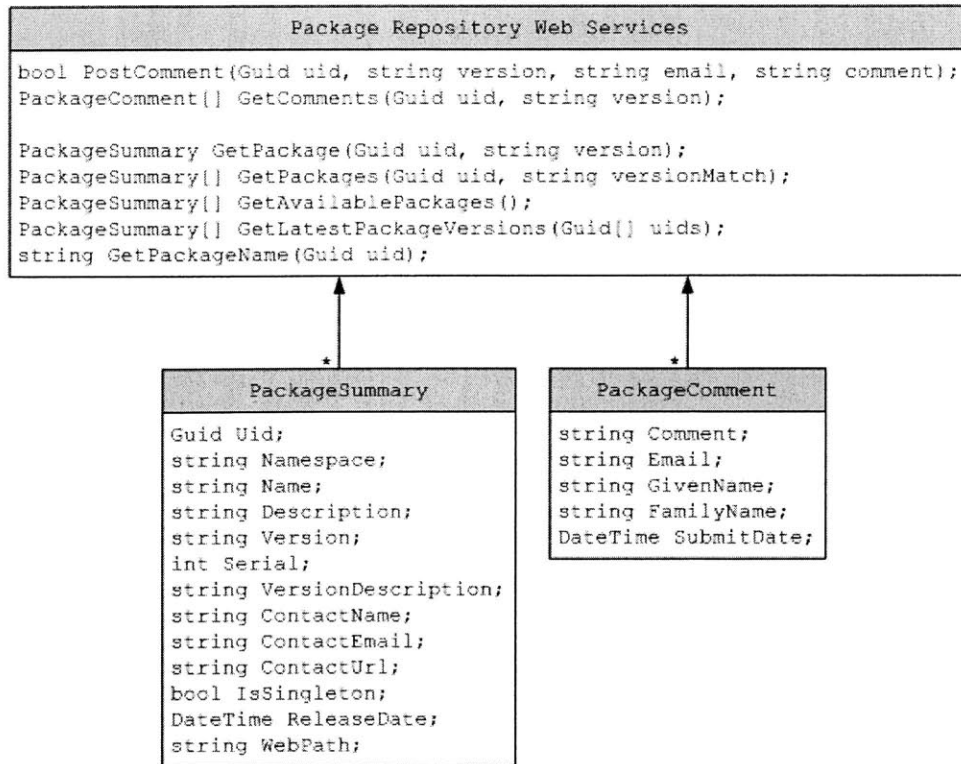 Package Repository Web Services
bool PostComment(Guid uid, string version, string email, string comment);
PackageComment[] GetComments(Guid uid, string version);
PackageSummary GetPackage(Guid uid, string version);
PackageSummary[] GetPackages(Guid uid, string versionMatch);
PackageSummary[] GetAvailablePackages();
PackageSummary[] GetLatestPackageVersions(Guid[] uids);
string GetPackageName(Guid uid);
*
*
PackageSummary
Guid Uid;
string Namespace;
string Name;
string Description;
string Version;
int Serial;
string VersionDescription;
string ContactName;
string ContactEmail;
string ContactUrl;
bool IsSingleton;
DateTime ReleaseDate;
string WebPath;
PackageComment
string Comment;
string Email;
string GivenName;
string FamilyName;
DateTime SubmitDate;